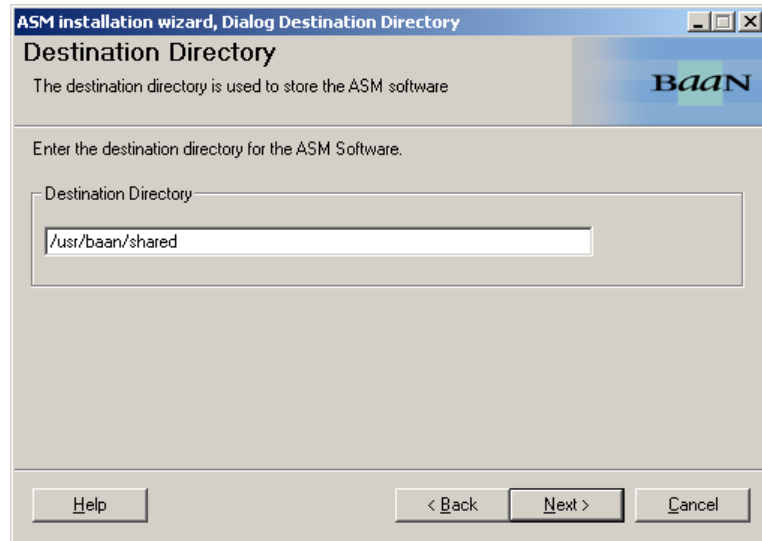 ASM installation wizard, Dialog Destination Directory
Destination Directory
The destination directory is used to store the ASM software
BaaN
Enter the destination directory for the ASM Software.
Destination Directory
/usr/baan/shared
Help
< Back
Next >
Cancel